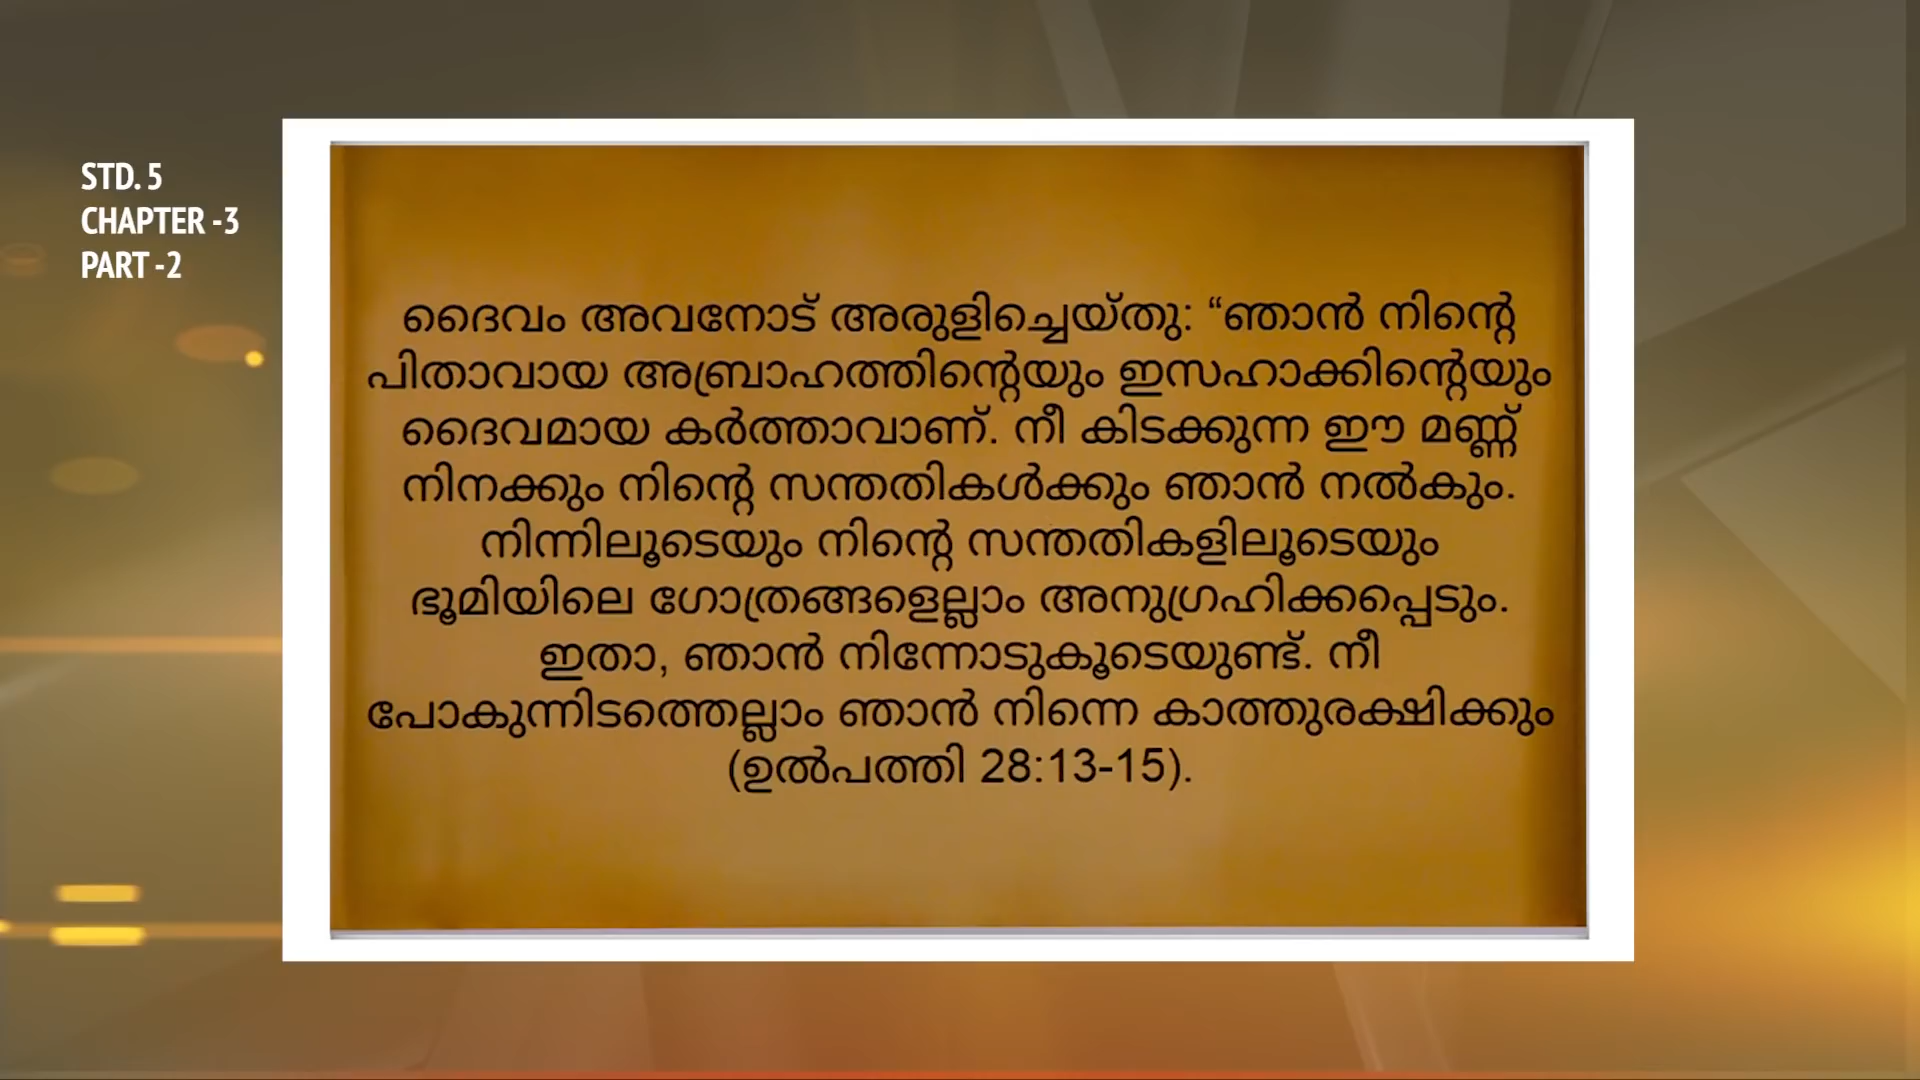 STD. 5
CHAPTER -3
PART -2
ദൈവം അവനോട് അരുളിച്ചെയ്തു: “ഞാൻ നിന്റെ
പിതാവായ അബ്രാഹത്തിന്റെയും ഇസഹാക്കിന്റെയും
ദൈവമായ കർത്താവാണ്. നീ കിടക്കുന്ന ഈ മണ്ണ്
നിനക്കും നിന്റെ സന്തതികൾക്കും ഞാൻ നൽകും.
നിന്നിലൂടെയും നിന്റെ സന്തതികളിലൂടെയും
ഭൂമിയിലെ ഗോത്രങ്ങളെല്ലാം അനുഗ്രഹിക്കപ്പെടും.
ഇതാ, ഞാൻ നിന്നോടുകൂടെയുണ്ട്. നീ
പോകുന്നിടത്തെല്ലാം ഞാൻ നിന്നെ കാത്തുരക്ഷിക്കും
(ഉൽപത്തി 28:13-15).